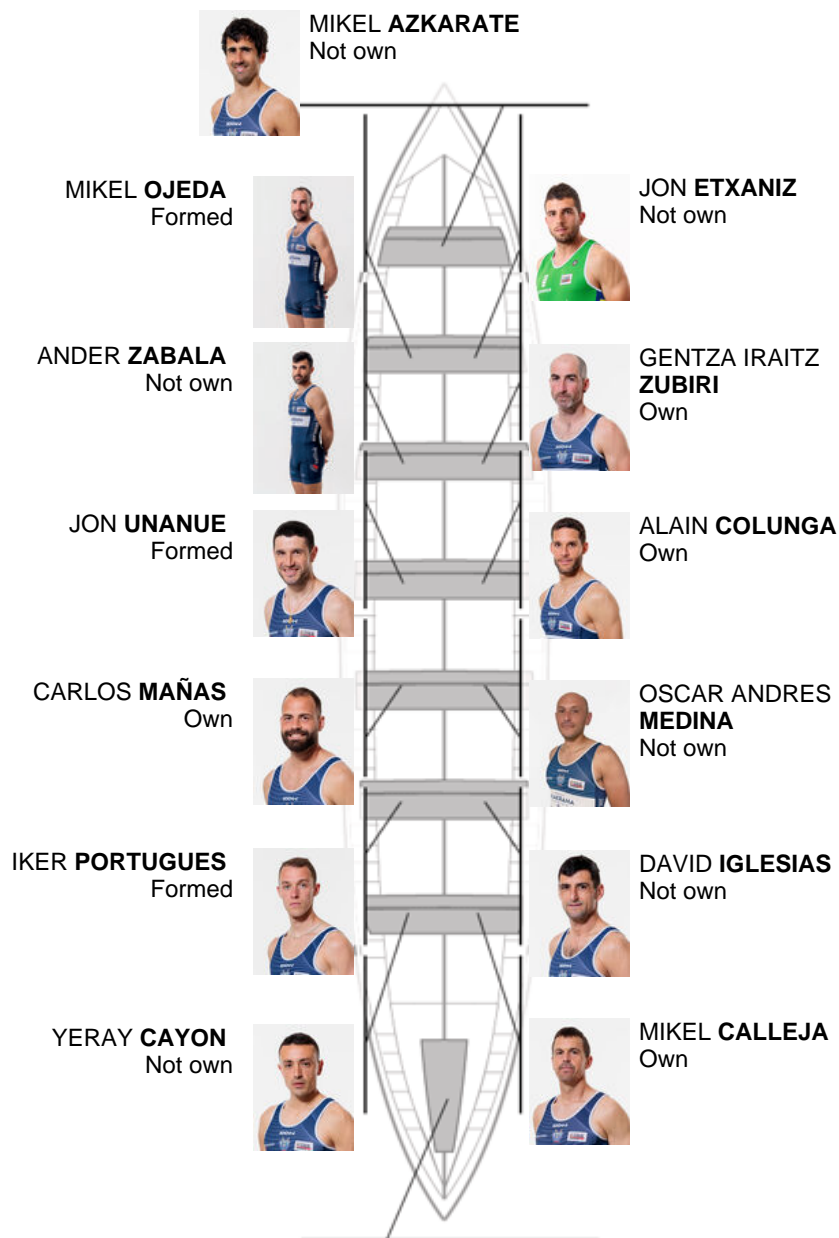 MIKEL AZKARATE
Not own
MIKEL OJEDA
Formed
JON ETXANIZ
Not own
ANDER ZABALA
Not own
GENTZA IRAITZ
ZUBIRI
Own
JON UNANUE
Formed
ALAIN COLUNGA
Own
CARLOS MAÑAS
Own
OSCAR ANDRES
MEDINA
Not own
IKER PORTUGUES
Formed
DAVID IGLESIAS
Not own
YERAY CAYON
Not own
MIKEL CALLEJA
Own